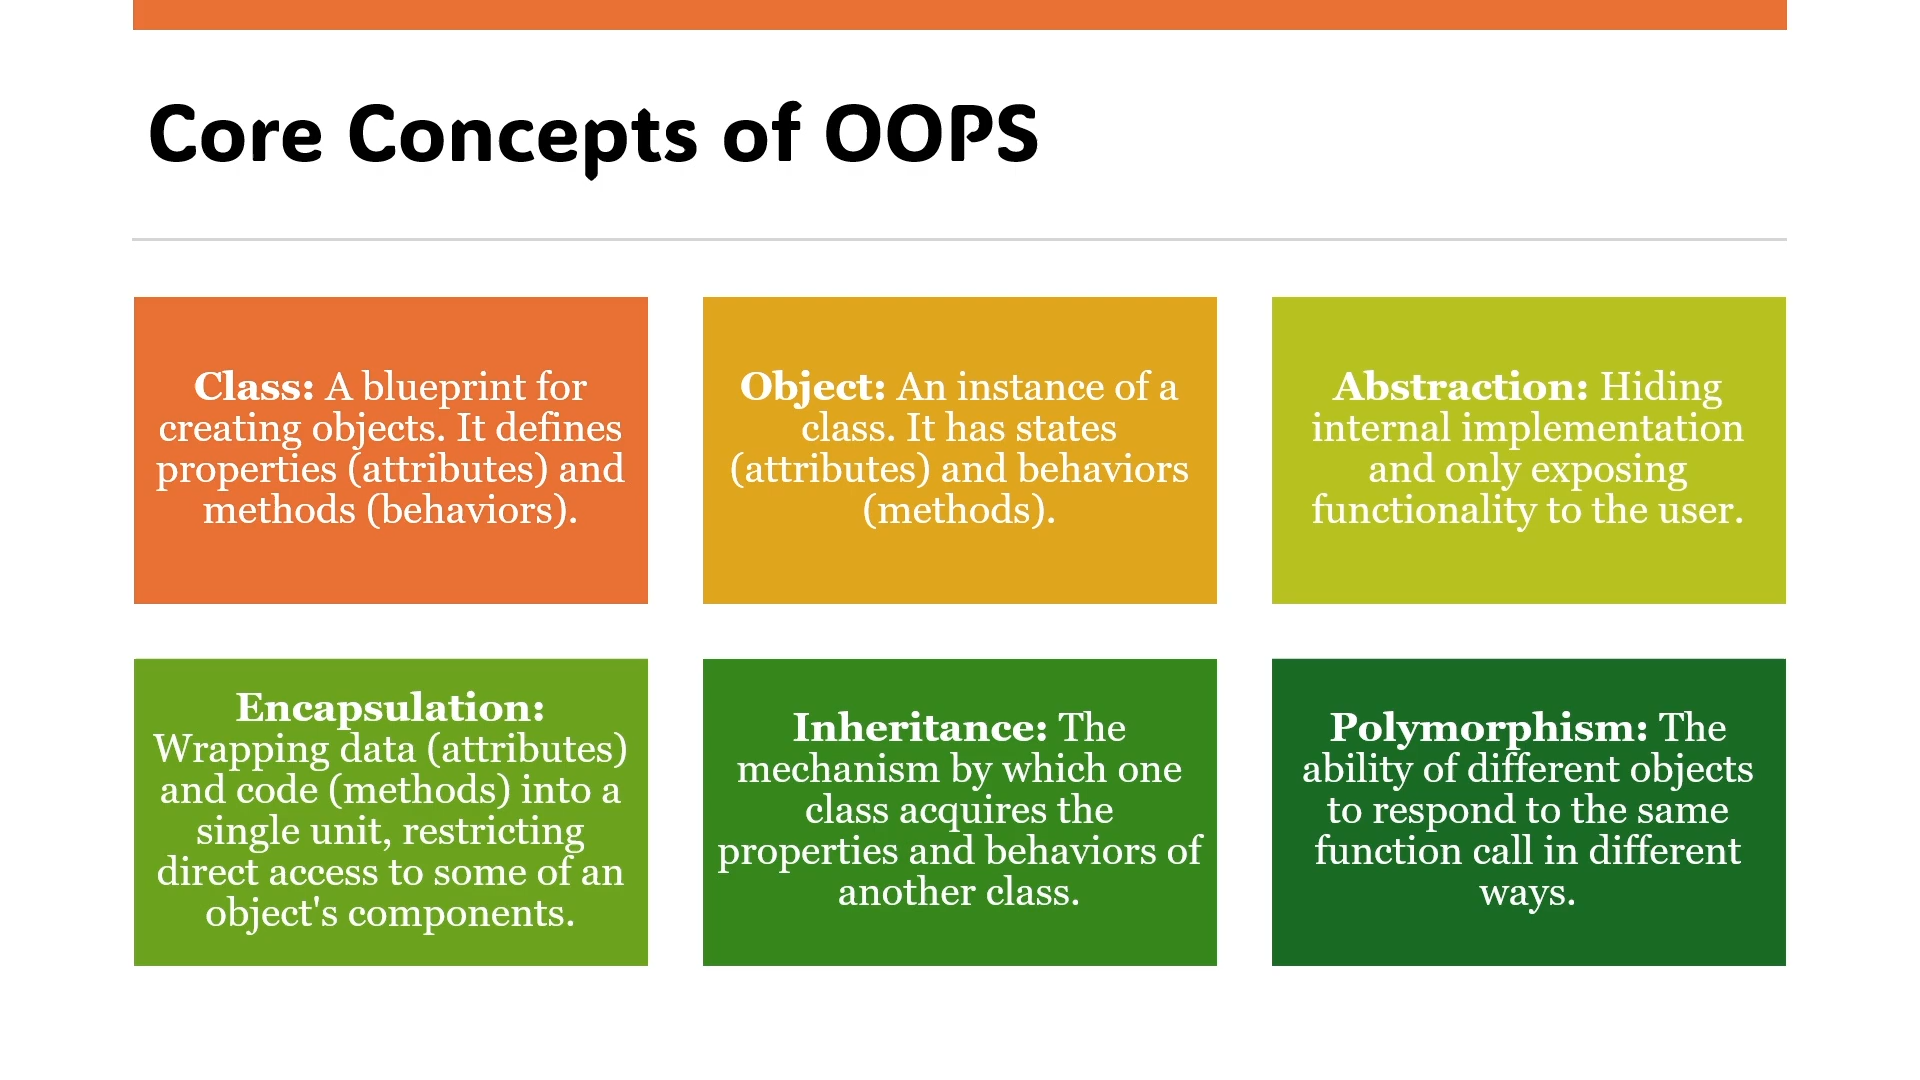 Core Concepts of OOPS
Class: A blueprint for
creating objects. It defines
properties (attributes) and
methods (behaviors).
Object: An instance of a
class. It has states
(attributes) and behaviors
(methods).
Abstraction: Hiding
internal implementation
and only exposing
functionality to the user.
Encapsulation:
Wrapping data (attributes)
and code (methods) into a
single unit, restricting
direct access to some of an
object's components.
Inheritance: The
mechanism by which one
class acquires the
properties and behaviors of
another class.
Polymorphism: The
ability of different objects
to respond to the same
function call in different
ways.